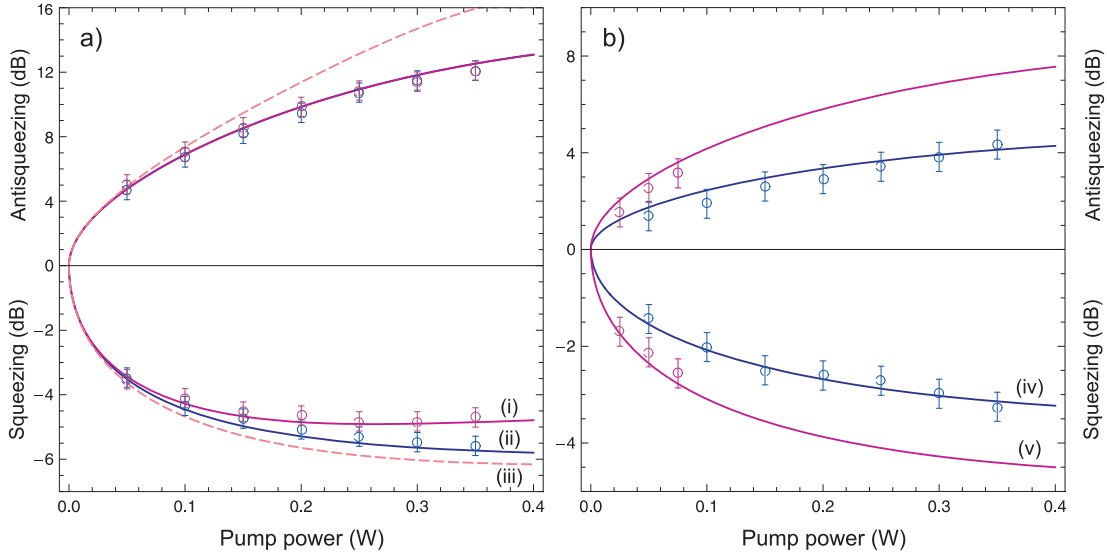 a)
16
12
8
4
0
−2
−4
−6
Antisqueezing (dB)
Squeezing (dB)
(i)
(ii)
(iii)
0.0 0.1 0.2 0.3 0.4
Pump power (W)
b)
8
4
0
−2
−4
Antisqueezing (dB)
Squeezing (dB)
(iv)
(v)
0.0 0.1 0.2 0.3 0.4
Pump power (W)